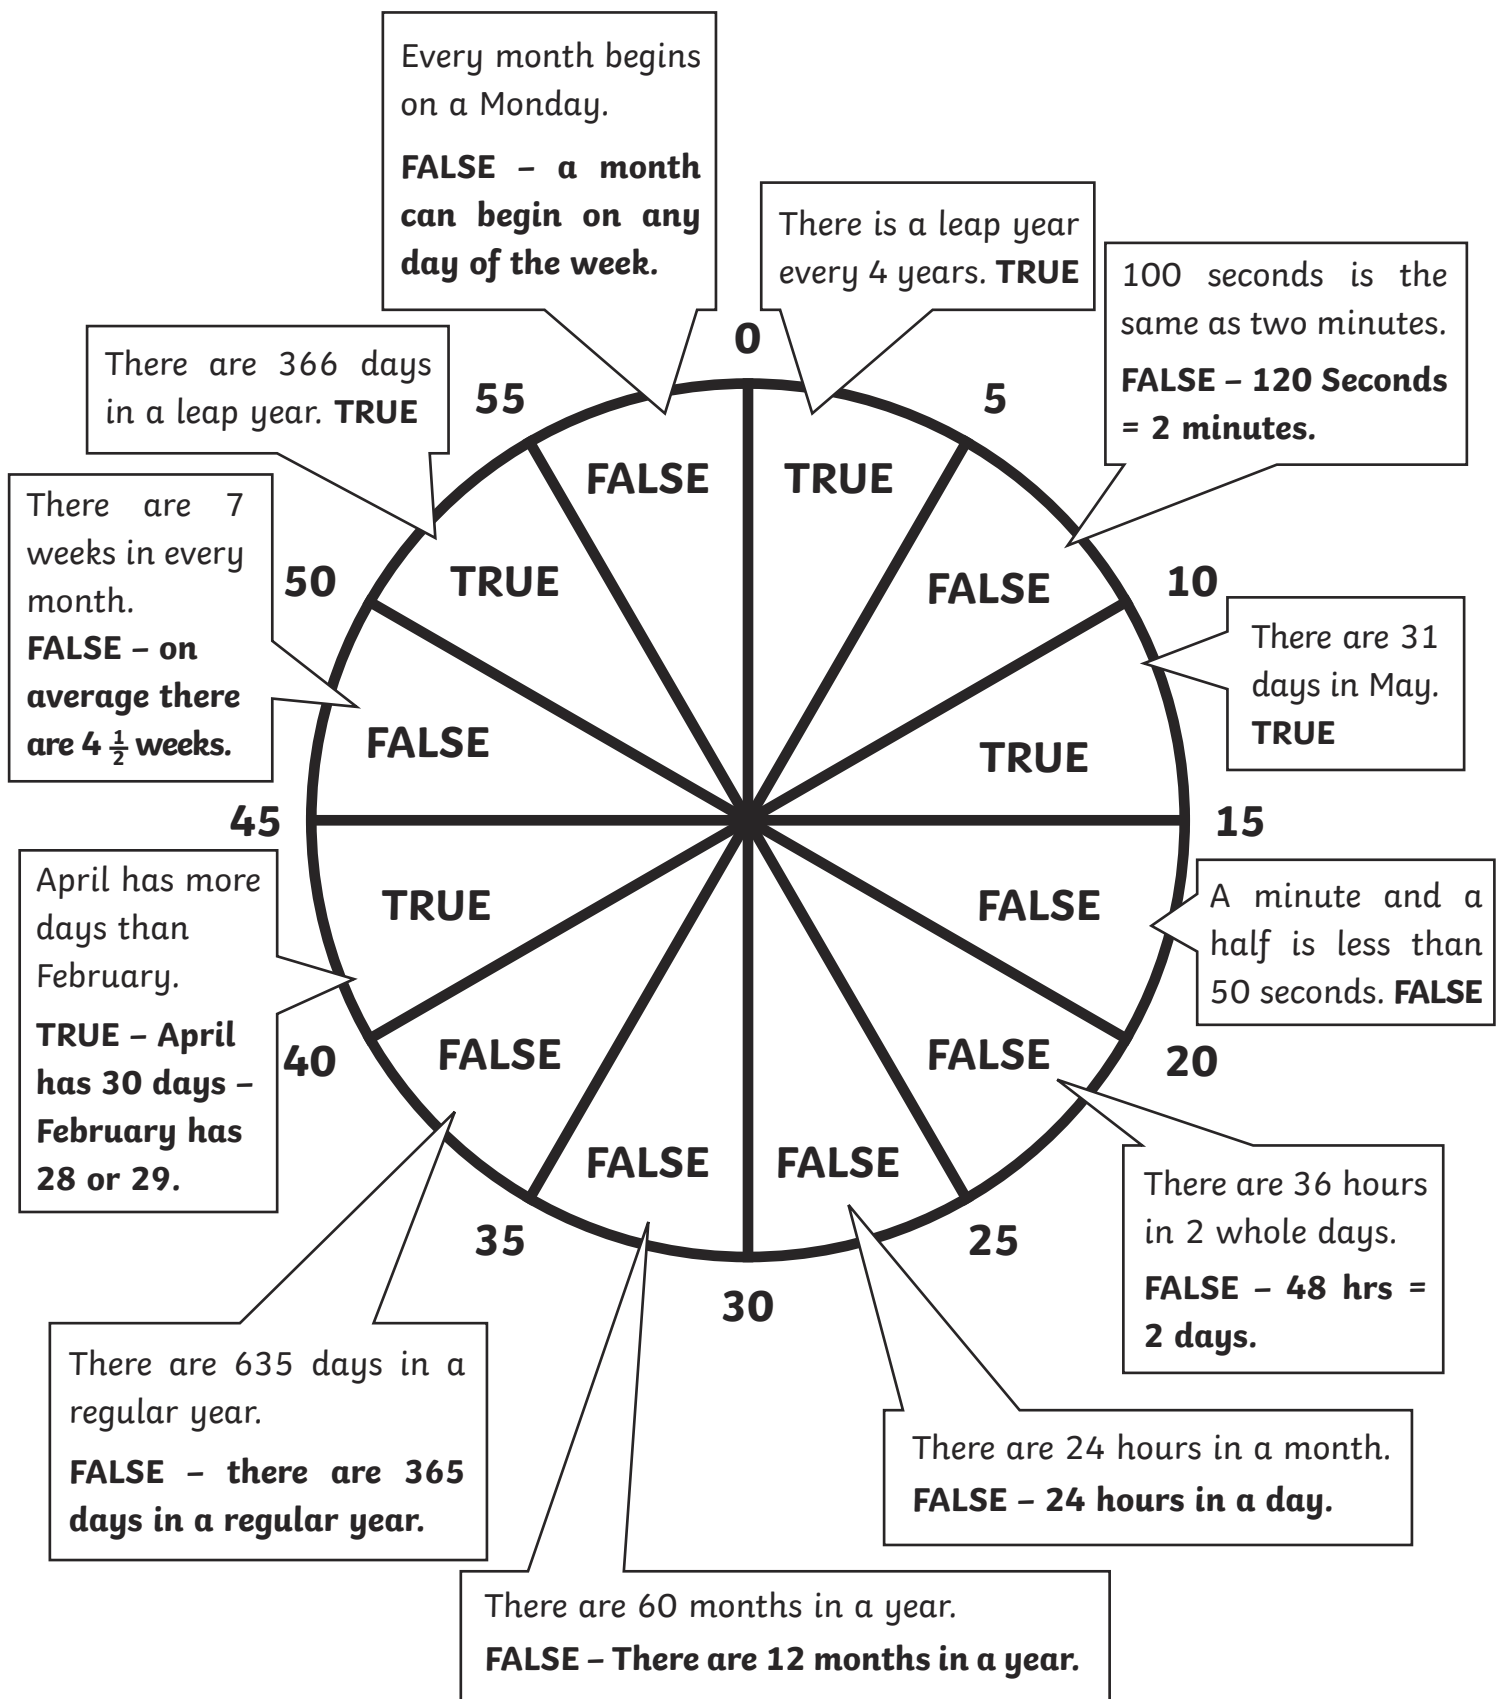 Every month begins
on a Monday.
FALSE – a month
can begin on any
day of the week.
There is a leap year
every 4 years. TRUE
100 seconds is the
same as two minutes.
FALSE – 120 Seconds
= 2 minutes.
There are 31
days in May.
TRUE
A minute and a
half is less than
50 seconds. FALSE
There are 36 hours
in 2 whole days.
FALSE – 48 hrs =
2 days.
There are 24 hours in a month.
FALSE – 24 hours in a day.
There are 60 months in a year.
FALSE – There are 12 months in a year.
There are 635 days in a
regular year.
FALSE – there are 365
days in a regular year.
April has more
days than
February.
TRUE – April
has 30 days –
February has
28 or 29.
There are 7
weeks in every
month.
FALSE – on
average there
are 4 ½ weeks.
There are 366 days
in a leap year. TRUE
0
5
10
15
20
25
30
35
40
45
50
55
TRUE
FALSE
TRUE
FALSE
FALSE
FALSE
FALSE
FALSE
TRUE
FALSE
TRUE
FALSE